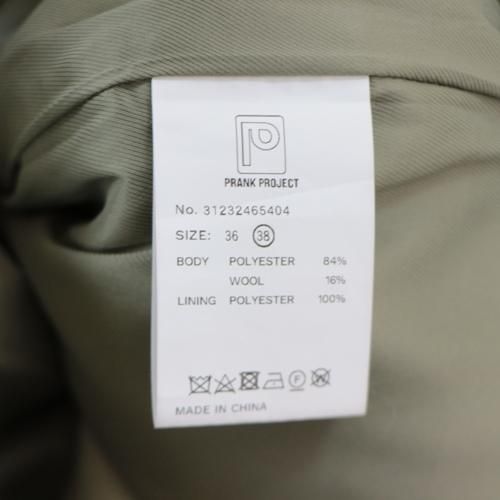 P
PRANK PROJECT
No. 31232465404
SIZE: 36 38
BODY POLYESTER 84%
WOOL 16%
LINING POLYESTER 100%
F W
MADE IN CHINA